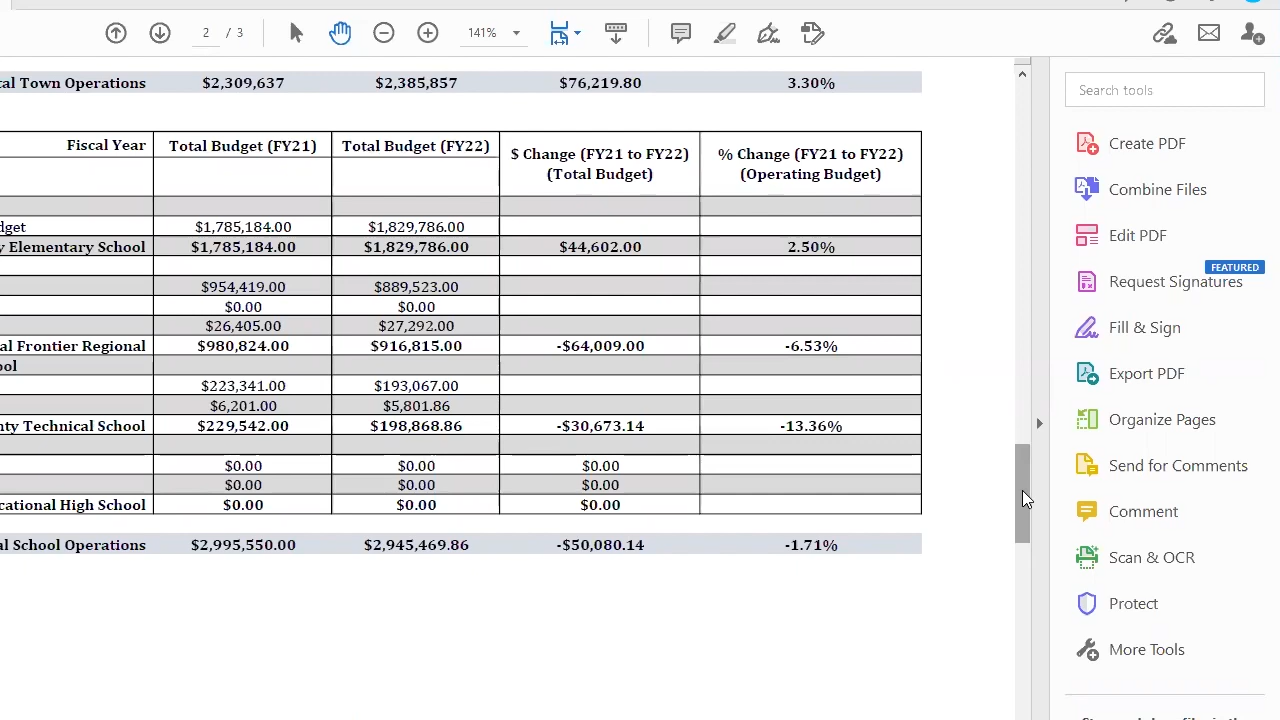 2 / 3 141%
Search tools
tal Town Operations $2,309,637 $2,385,857 $76,219.80 3.30%
Fiscal Year Total Budget (FY21) Total Budget (FY22) $ Change (FY21 to FY22) % Change (FY21 to FY22)
(Total Budget) (Operating Budget)
dget $1,785,184.00 $1,829,786.00
y Elementary School $1,785,184.00 $1,829,786.00 $44,602.00 2.50%
$954,419.00 $889,523.00
$0.00 $0.00
$26,405.00 $27,292.00
al Frontier Regional $980,824.00 $916,815.00 -$64,009.00 -6.53%
ool
$223,341.00 $193,067.00
$6,201.00 $5,801.86
nty Technical School $229,542.00 $198,868.86 -$30,673.14 -13.36%
$0.00 $0.00 $0.00
$0.00 $0.00 $0.00
cational High School $0.00 $0.00 $0.00
al School Operations $2,995,550.00 $2,945,469.86 -$50,080.14 -1.71%
Create PDF
Combine Files
Edit PDF
FEATURED
Request Signatures
Fill & Sign
Export PDF
Organize Pages
Send for Comments
Comment
Scan & OCR
Protect
More Tools